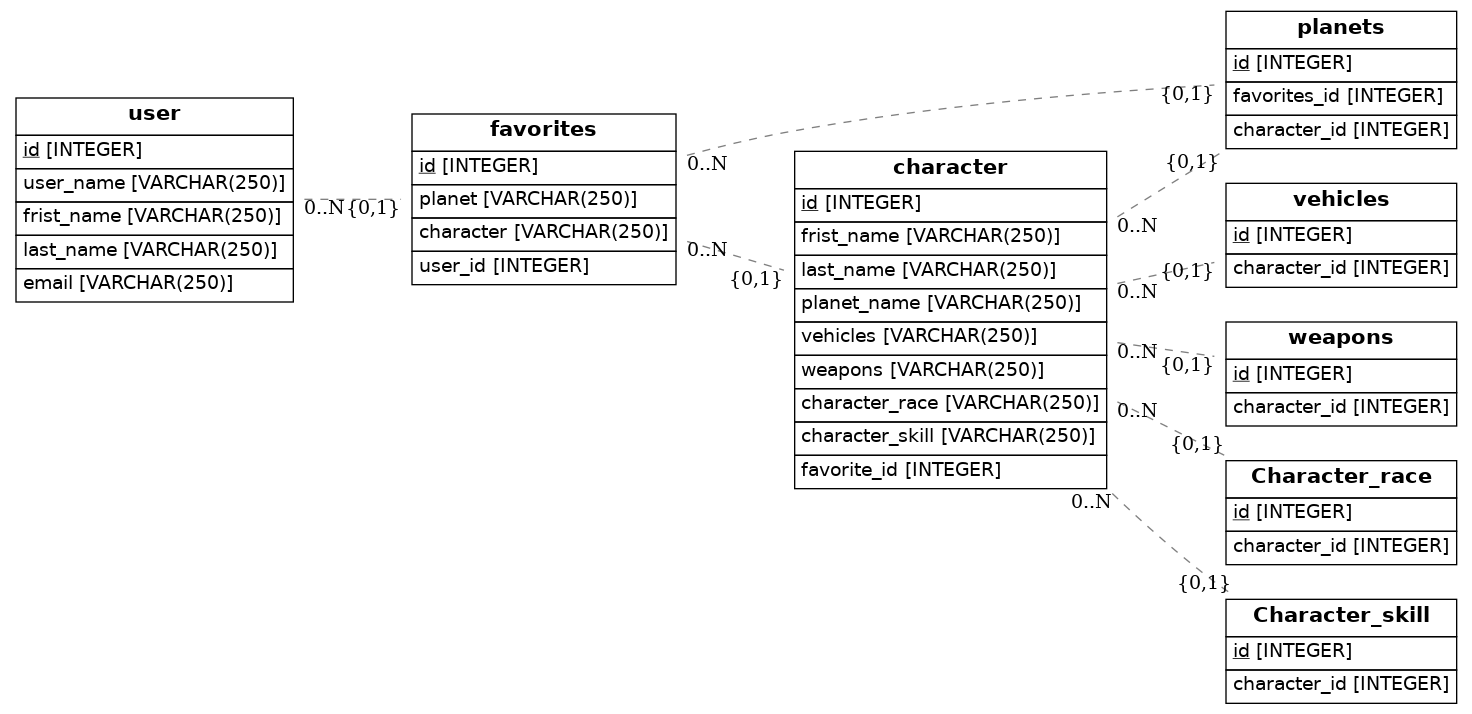 user
id [INTEGER]
user_name [VARCHAR(250)]
frist_name [VARCHAR(250)]
last_name [VARCHAR(250)]
email [VARCHAR(250)]
0..N
{0,1}
favorites
id [INTEGER]
planet [VARCHAR(250)]
character [VARCHAR(250)]
user_id [INTEGER]
0..N
{0,1}
0..N
{0,1}
character
id [INTEGER]
frist_name [VARCHAR(250)]
last_name [VARCHAR(250)]
planet_name [VARCHAR(250)]
vehicles [VARCHAR(250)]
weapons [VARCHAR(250)]
character_race [VARCHAR(250)]
character_skill [VARCHAR(250)]
favorite_id [INTEGER]
0..N
{0,1}
0..N
{0,1}
0..N
{0,1}
0..N
{0,1}
0..N
{0,1}
planets
id [INTEGER]
favorites_id [INTEGER]
character_id [INTEGER]
vehicles
id [INTEGER]
character_id [INTEGER]
weapons
id [INTEGER]
character_id [INTEGER]
Character_race
id [INTEGER]
character_id [INTEGER]
Character_skill
id [INTEGER]
character_id [INTEGER]